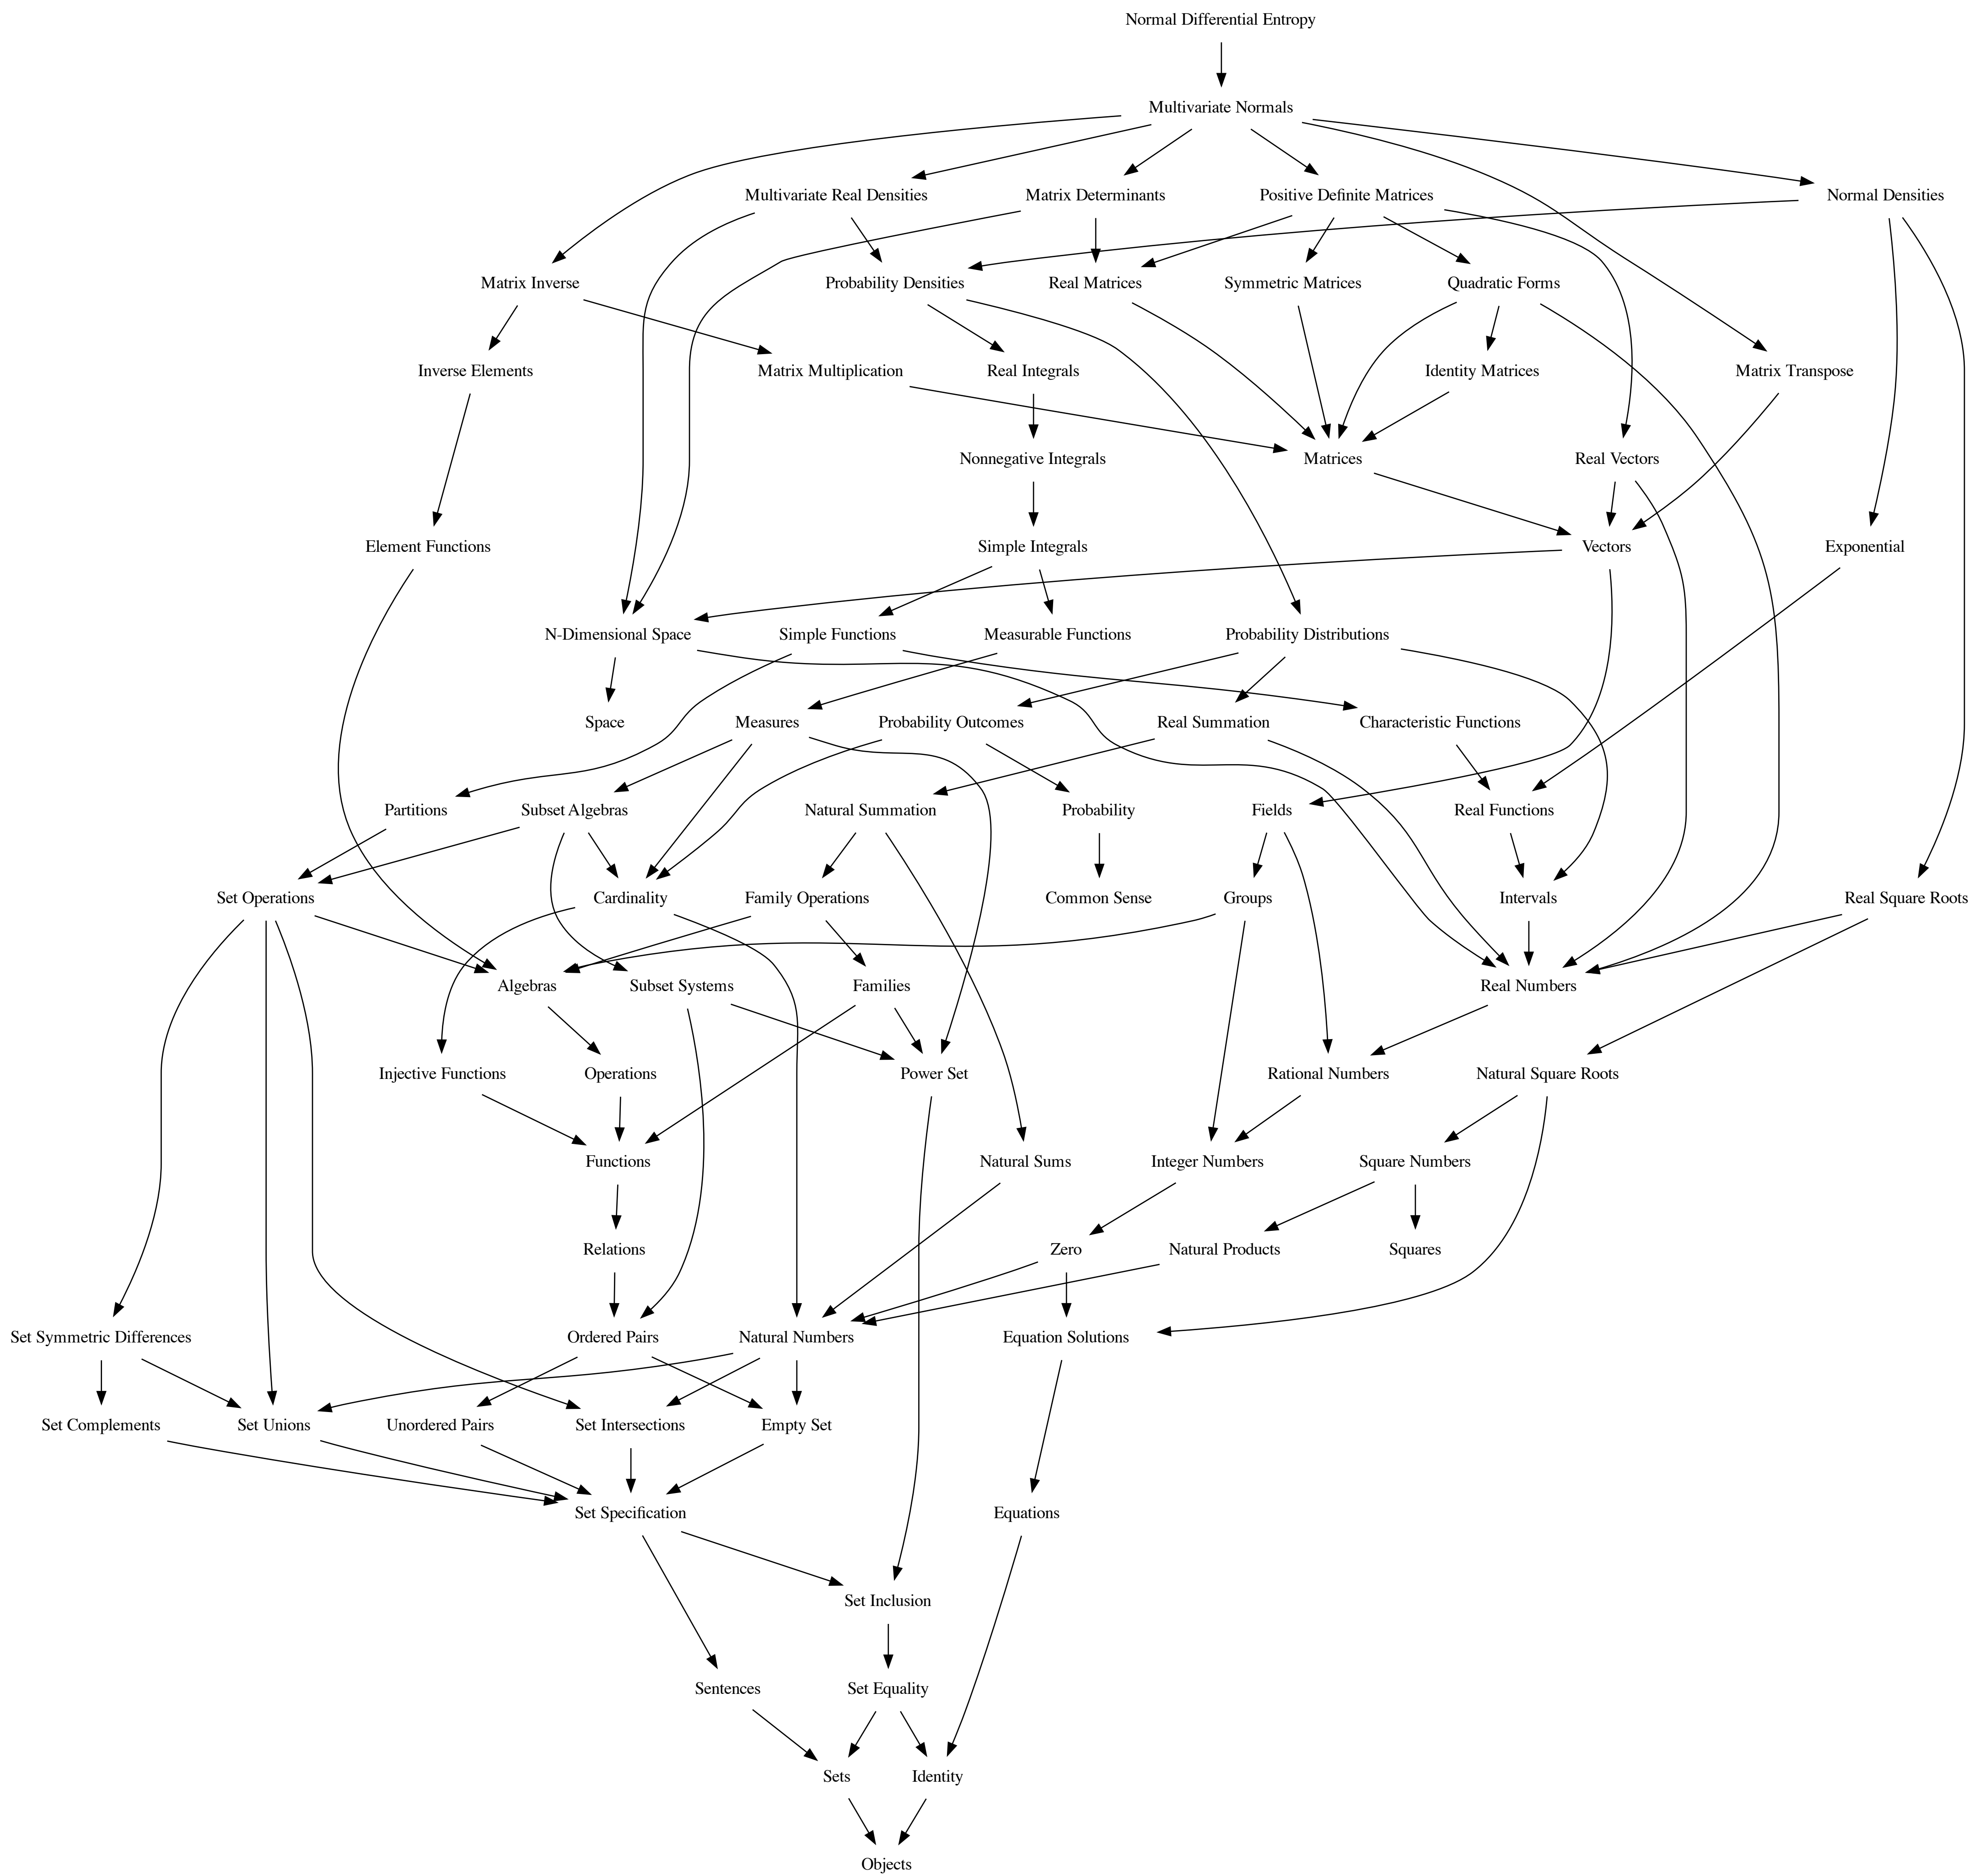 Normal Differential Entropy
Multivariate Normals
Multivariate Real Densities
Matrix Determinants
Positive Definite Matrices
Normal Densities
Matrix Inverse
Probability Densities
Real Matrices
Symmetric Matrices
Quadratic Forms
Inverse Elements
Matrix Multiplication
Real Integrals
Identity Matrices
Matrix Transpose
Nonnegative Integrals
Matrices
Real Vectors
Element Functions
Simple Integrals
Vectors
Exponential
N-Dimensional Space
Simple Functions
Measurable Functions
Probability Distributions
Space
Measures
Probability Outcomes
Real Summation
Characteristic Functions
Partitions
Subset Algebras
Natural Summation
Probability
Fields
Real Functions
Set Operations
Cardinality
Family Operations
Common Sense
Groups
Intervals
Real Square Roots
Algebras
Subset Systems
Families
Real Numbers
Injective Functions
Operations
Power Set
Rational Numbers
Natural Square Roots
Functions
Natural Sums
Integer Numbers
Square Numbers
Relations
Zero
Natural Products
Squares
Set Symmetric Differences
Ordered Pairs
Natural Numbers
Equation Solutions
Set Complements
Set Unions
Unordered Pairs
Set Intersections
Empty Set
Set Specification
Equations
Set Inclusion
Sentences
Set Equality
Sets
Identity
Objects